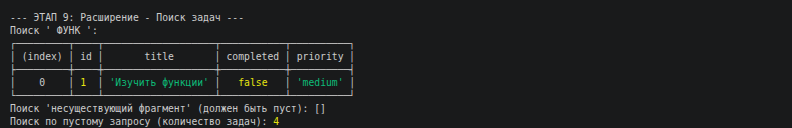 --- ЭТАП 9: Расширение - Поиск задач ---
Поиск ' ФУНК ':
(index) id title completed priority
0 1 'Изучить функции' false 'medium'
Поиск 'несуществующий фрагмент' (должен быть пуст): []
Поиск по пустому запросу (количество задач): 4